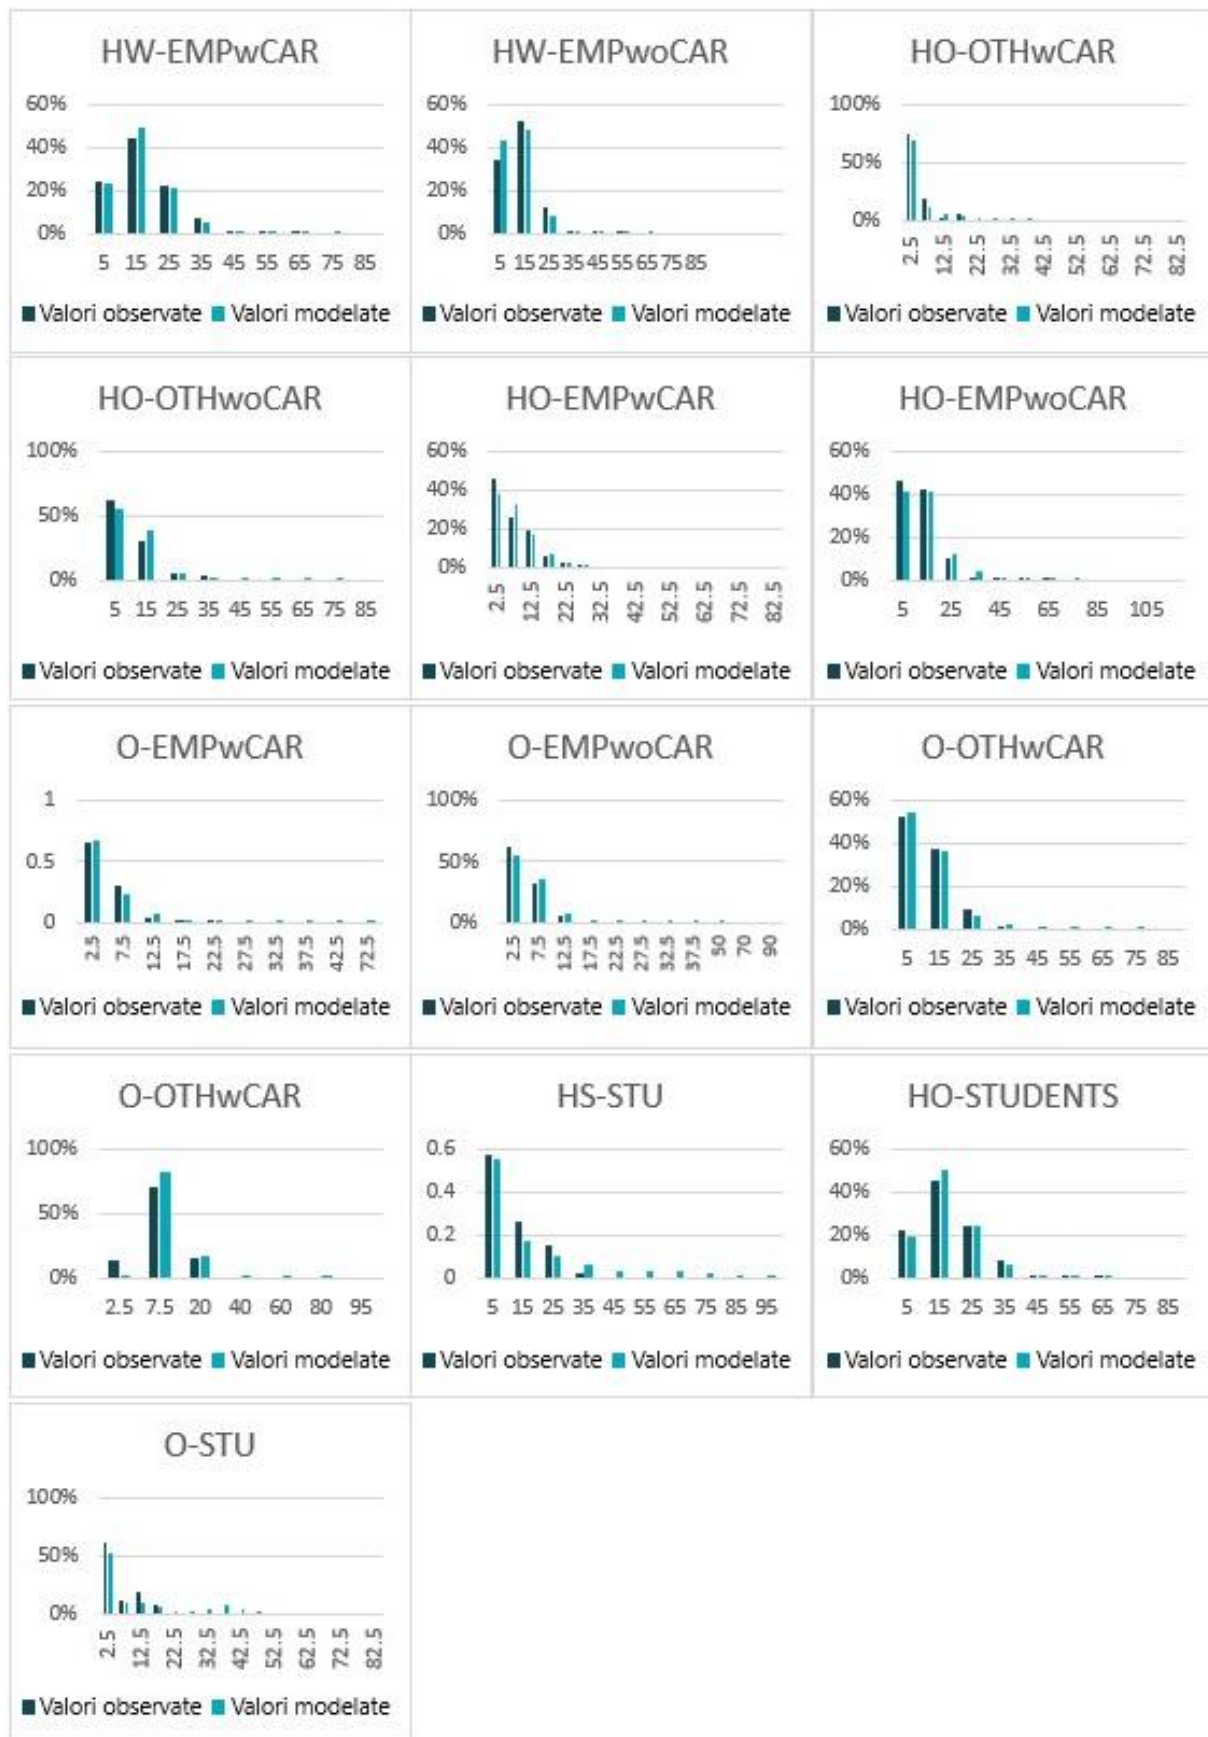 HW-EMPwCAR
60%
40%
20%
0%
5 15 25 35 45 55 65 75 85
Valori observate Valori modelate
HW-EMPwoCAR
60%
40%
20%
0%
5 15 25 35 45 55 65 75 85
Valori observate Valori modelate
HO-OTHwCAR
100%
50%
0%
2.5 12.5 22.5 32.5 42.5 52.5 62.5 72.5 82.5
Valori observate Valori modelate
HO-OTHwoCAR
100%
50%
0%
5 15 25 35 45 55 65 75 85
Valori observate Valori modelate
HO-EMPwCAR
60%
40%
20%
0%
2.5 12.5 22.5 32.5 42.5 52.5 62.5 72.5 82.5
Valori observate Valori modelate
HO-EMPwoCAR
60%
40%
20%
0%
5 25 45 65 85 105
Valori observate Valori modelate
O-EMPwCAR
1
0.5
0
2.5 7.5 12.5 17.5 22.5 27.5 32.5 37.5 42.5 72.5
Valori observate Valori modelate
O-EMPwoCAR
100%
50%
0%
2.5 7.5 12.5 17.5 22.5 27.5 32.5 37.5 50 70 90
Valori observate Valori modelate
O-OTHwCAR
60%
40%
20%
0%
5 15 25 35 45 55 65 75 85
Valori observate Valori modelate
O-OTHwCAR
100%
50%
0%
2.5 7.5 20 40 60 80 95
Valori observate Valori modelate
HS-STU
0.6
0.4
0.2
0
5 15 25 35 45 55 65 75 85 95
Valori observate Valori modelate
HO-STUDENTS
60%
40%
20%
0%
5 15 25 35 45 55 65 75 85
Valori observate Valori modelate
O-STU
100%
50%
0%
2.5 12.5 22.5 32.5 42.5 52.5 62.5 72.5 82.5
Valori observate Valori modelate